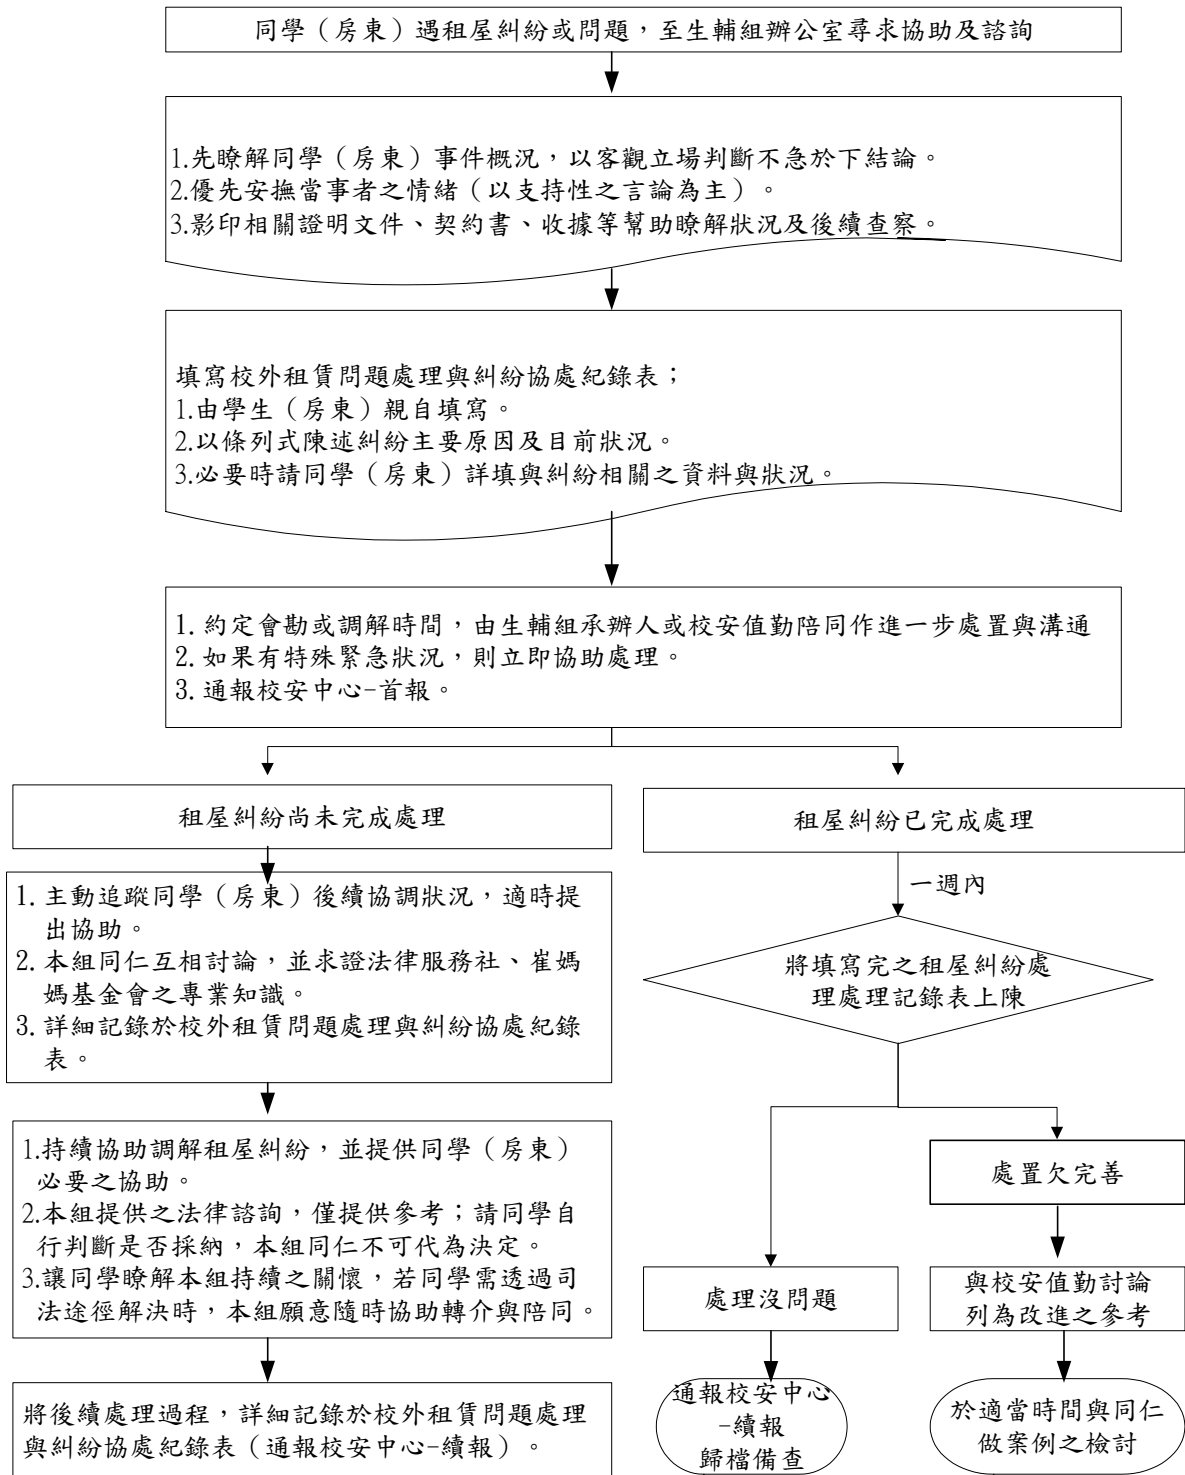 同學（房東）遇租屋糾紛或問題，至生輔組辦公室尋求協助及諮詢
1.先瞭解同學（房東）事件概況，以客觀立場判斷不急於下結論。
2.優先安撫當事者之情緒（以支持性之言論為主）。
3.影印相關證明文件、契約書、收據等幫助瞭解狀況及後續查察。
填寫校外租賃問題處理與糾紛協處紀錄表；
1.由學生（房東）親自填寫。
2.以條列式陳述糾紛主要原因及目前狀況。
3.必要時請同學（房東）詳填與糾紛相關之資料與狀況。
1. 約定會勘或調解時間，由生輔組承辦人或校安值勤陪同作進一步處置與溝通
2. 如果有特殊緊急狀況，則立即協助處理。
3. 通報校安中心-首報。
租屋糾紛尚未完成處理
1. 主動追蹤同學（房東）後續協調狀況，適時提
出協助。
2. 本組同仁互相討論，並求證法律服務社、崔媽
媽基金會之專業知識。
3. 詳細記錄於校外租賃問題處理與糾紛協處紀錄
表。
1.持續協助調解租屋糾紛，並提供同學（房東）
必要之協助。
2.本組提供之法律諮詢，僅提供參考；請同學自
行判斷是否採納，本組同仁不可代為決定。
3.讓同學瞭解本組持續之關懷，若同學需透過司
法途徑解決時，本組願意隨時協助轉介與陪同。
將後續處理過程，詳細記錄於校外租賃問題處理
與糾紛協處紀錄表（通報校安中心-續報）。
租屋糾紛已完成處理
一週內
將填寫完之租屋糾紛處
理處理記錄表上陳
處理沒問題
通報校安中心
-續報
歸檔備查
處置欠完善
與校安值勤討論
列為改進之參考
於適當時間與同仁
做案例之檢討